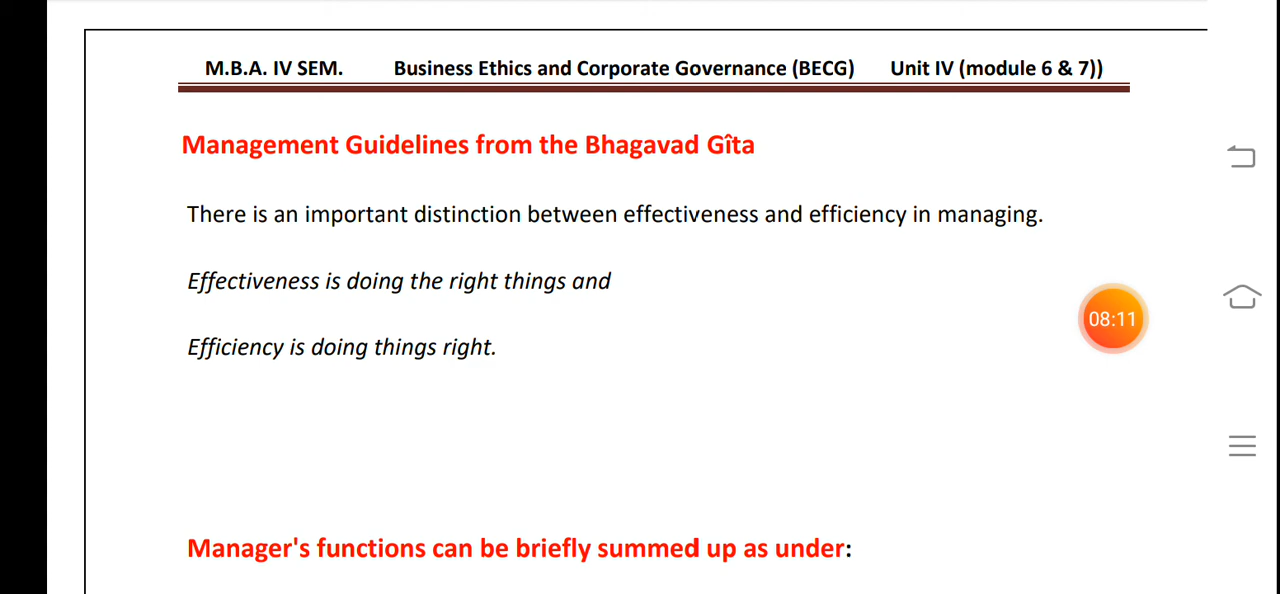 M.B.A. IV SEM. Business Ethics and Corporate Governance (BECG) Unit IV (module 6 & 7))
Management Guidelines from the Bhagavad Gîta
There is an important distinction between effectiveness and efficiency in managing.
Effectiveness is doing the right things and
08:11
Efficiency is doing things right.
Manager's functions can be briefly summed up as under: